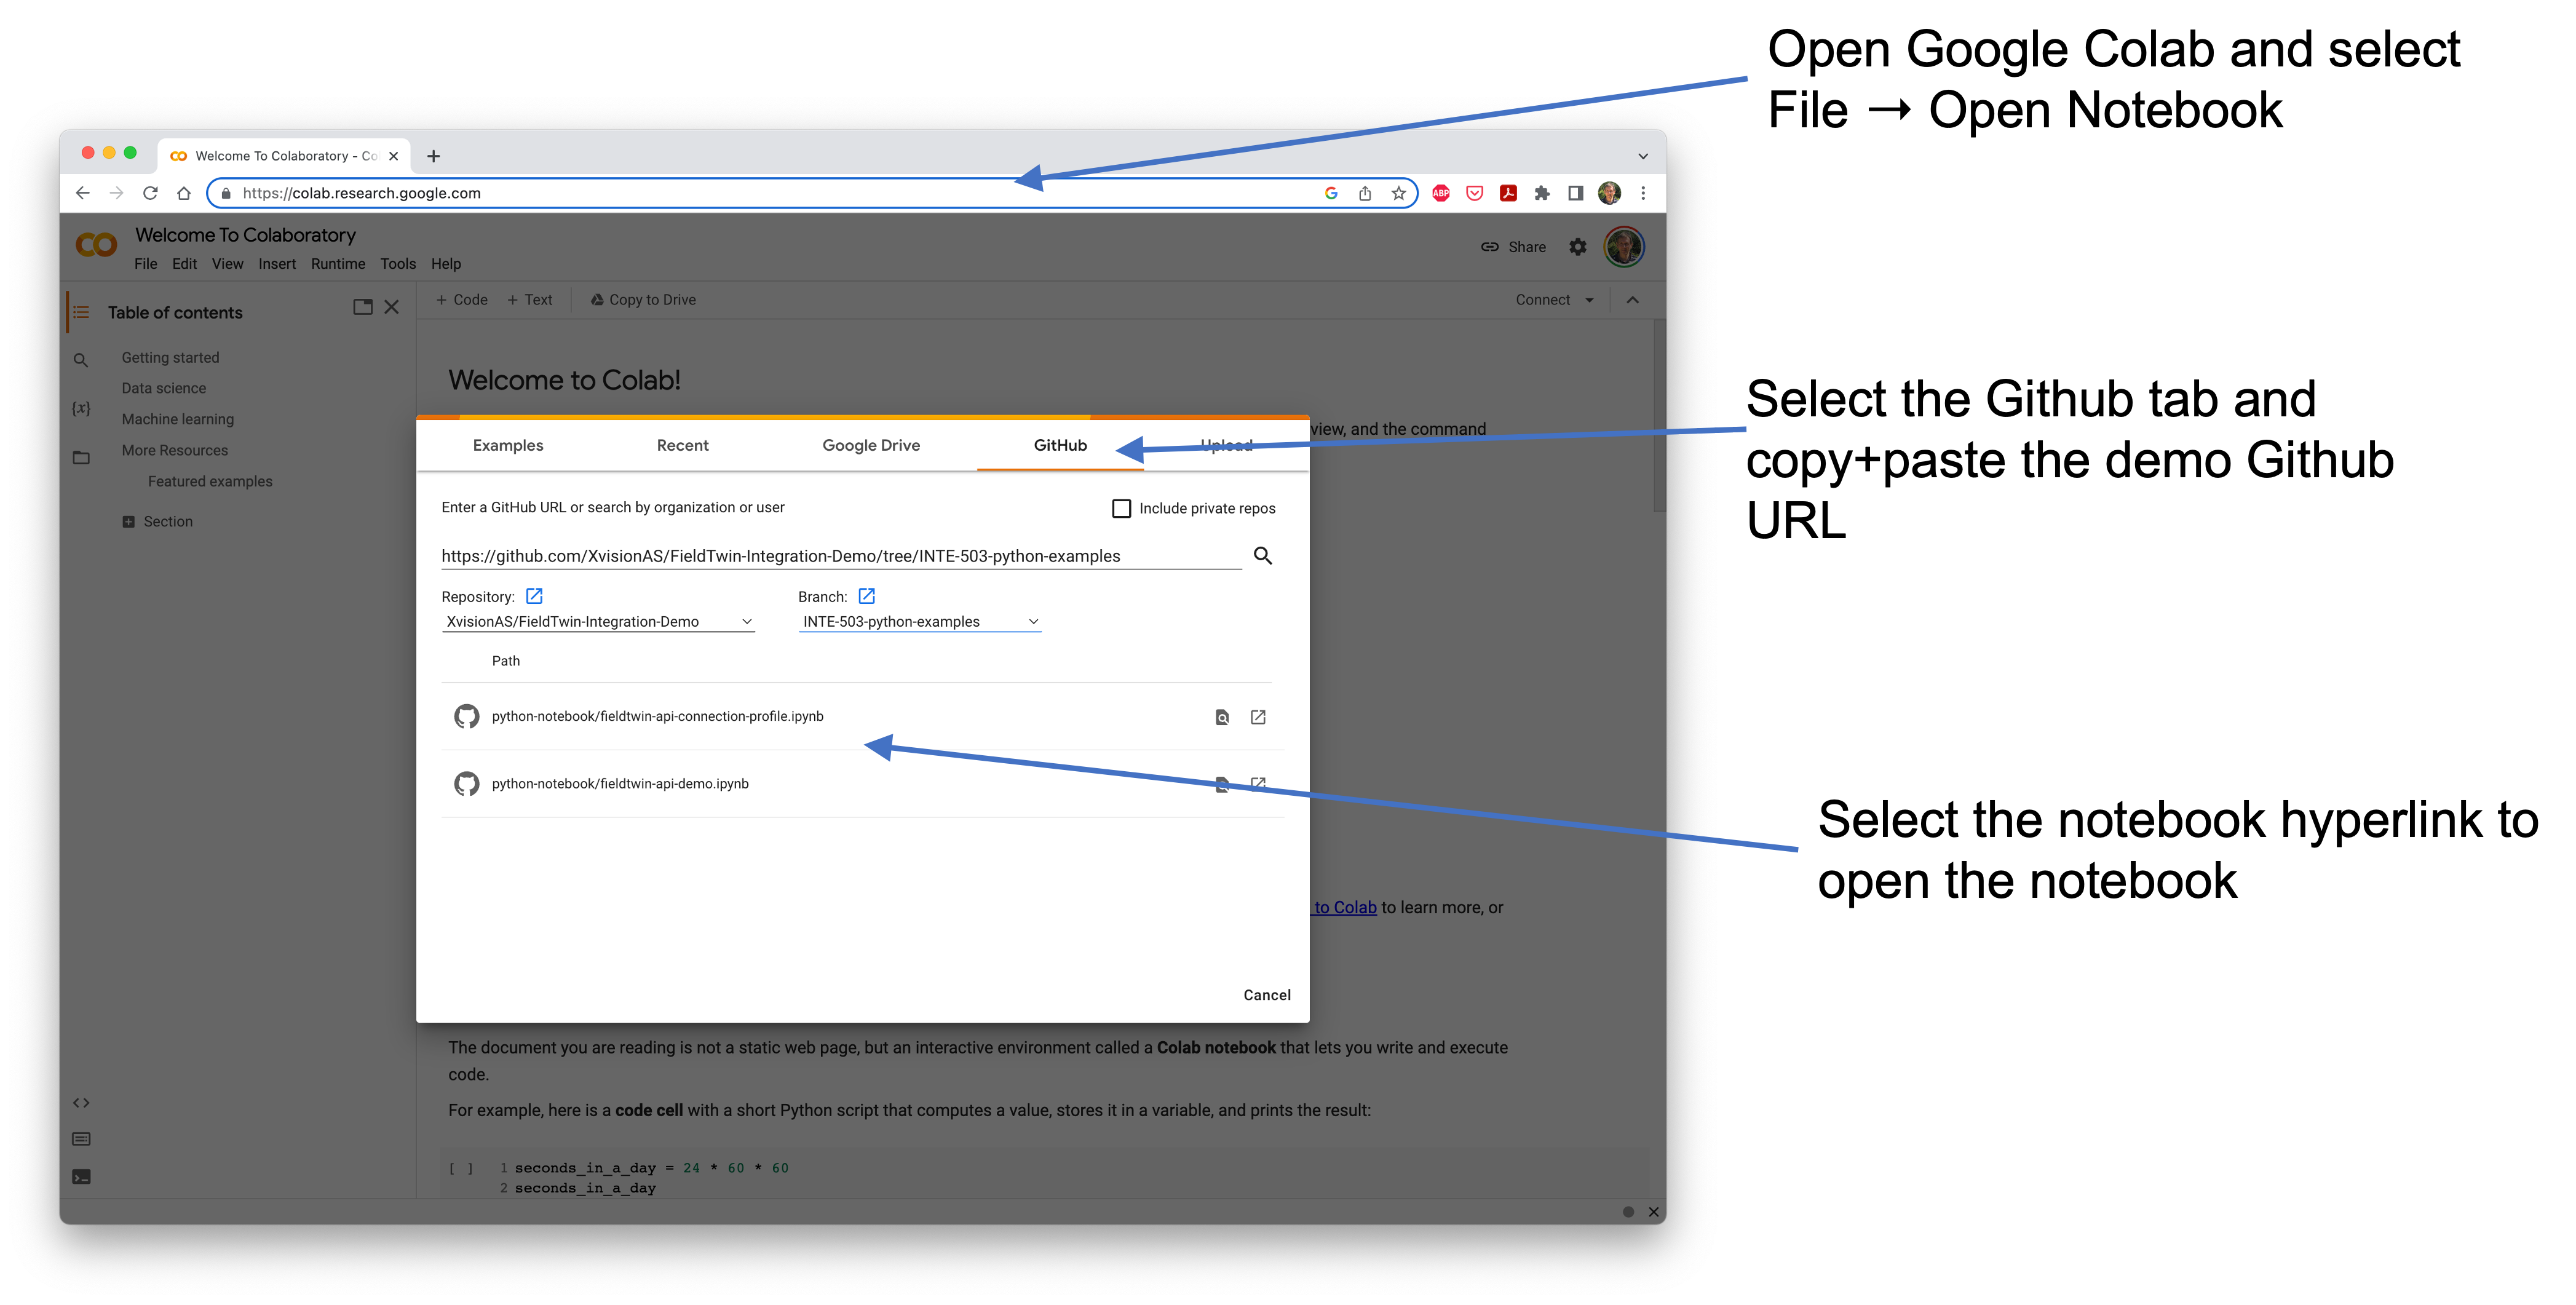 Open Google Colab and select
File → Open Notebook
Welcome To Colaboratory - Co
https://colab.research.google.com
ABP
Welcome To Colaboratory
File Edit View Insert Runtime Tools Help
Share
Table of contents
+ Code + Text Copy to Drive
Connect
Getting started
Data science
{x}
Machine learning
More Resources
Featured examples
Section
Welcome to Colab!
view, and the command
Select the Github tab and
copy+paste the demo Github
URL
Examples Recent Google Drive GitHub Upload
Enter a GitHub URL or search by organization or user
Include private repos
https://github.com/XvisionAS/FieldTwin-Integration-Demo/tree/INTE-503-python-examples
Repository: Branch:
XvisionAS/FieldTwin-Integration-Demo INTE-503-python-examples
Path
python-notebook/fieldtwin-api-connection-profile.ipynb
python-notebook/fieldtwin-api-demo.ipynb
Select the notebook hyperlink to
open the notebook
to Colab to learn more, or
Cancel
The document you are reading is not a static web page, but an interactive environment called a Colab notebook that lets you write and execute
code.
For example, here is a code cell with a short Python script that computes a value, stores it in a variable, and prints the result:
[ ] 1 seconds_in_a_day = 24 * 60 * 60
2 seconds_in_a_day